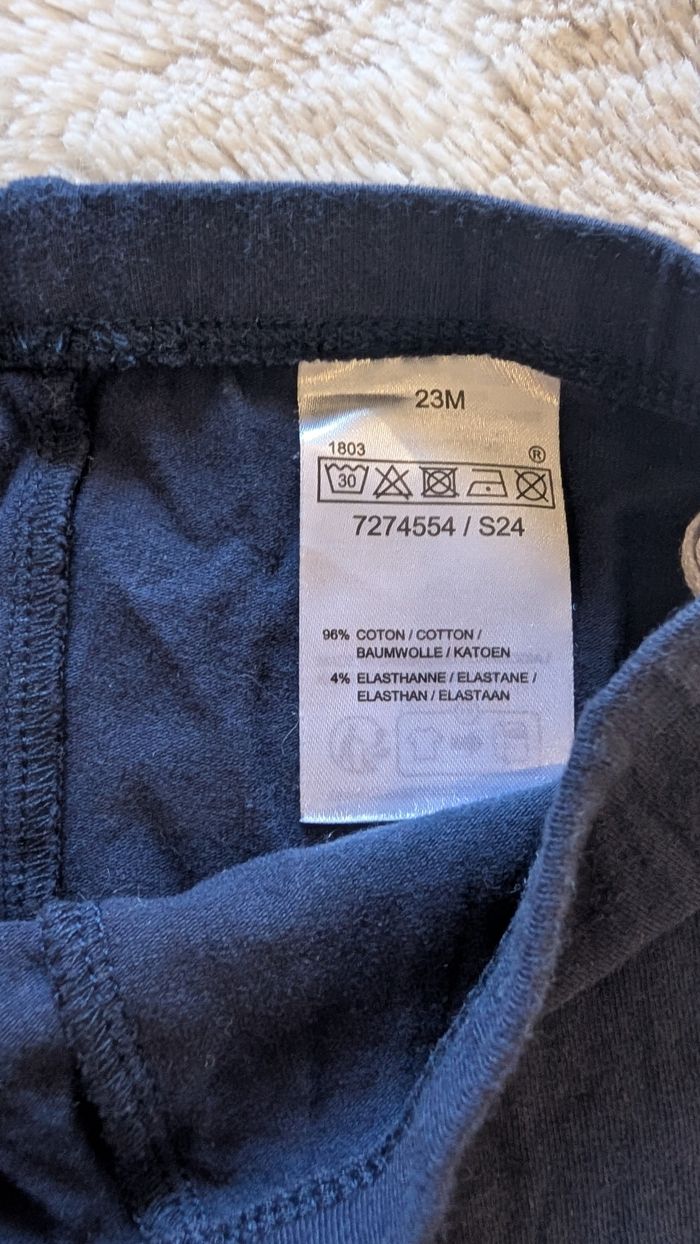 23M
1803
®
30
7274554 / S24
96% COTON / COTTON /
BAUMWOLLE / KATOEN
4% ELASTHANNE / ELASTANE /
ELASTHAN / ELASTAAN